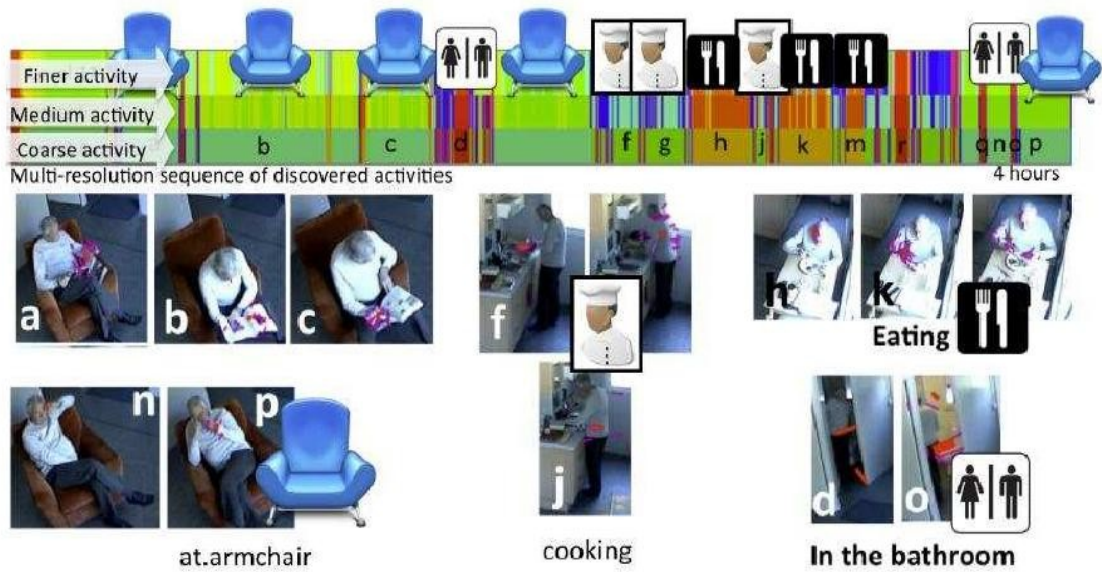 Finer activity
Medium activity
Coarse activity
b c d f g h j k m r n p
Multi-resolution sequence of discovered activities
4 hours
a b c f h k
Eating
n p j d o
at.armchair
cooking
In the bathroom